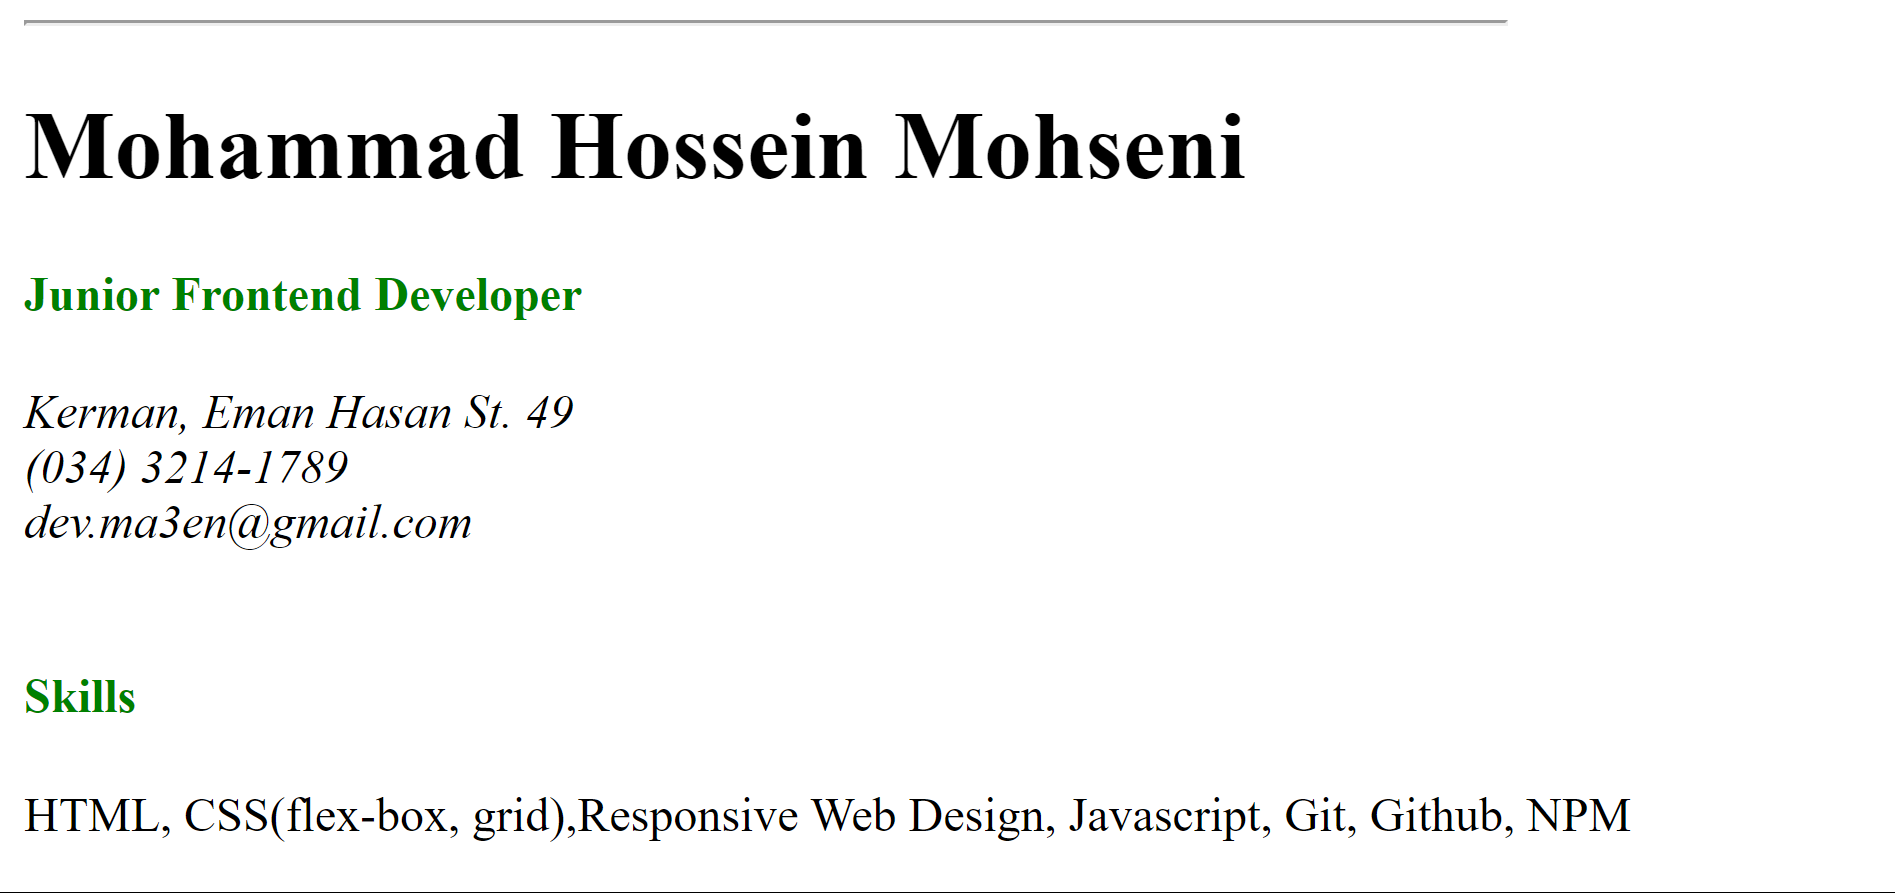 Mohammad Hossein Mohseni
Junior Frontend Developer
Kerman, Eman Hasan St. 49
(034) 3214-1789
dev.ma3en@gmail.com
Skills
HTML, CSS(flex-box, grid),Responsive Web Design, Javascript, Git, Github, NPM